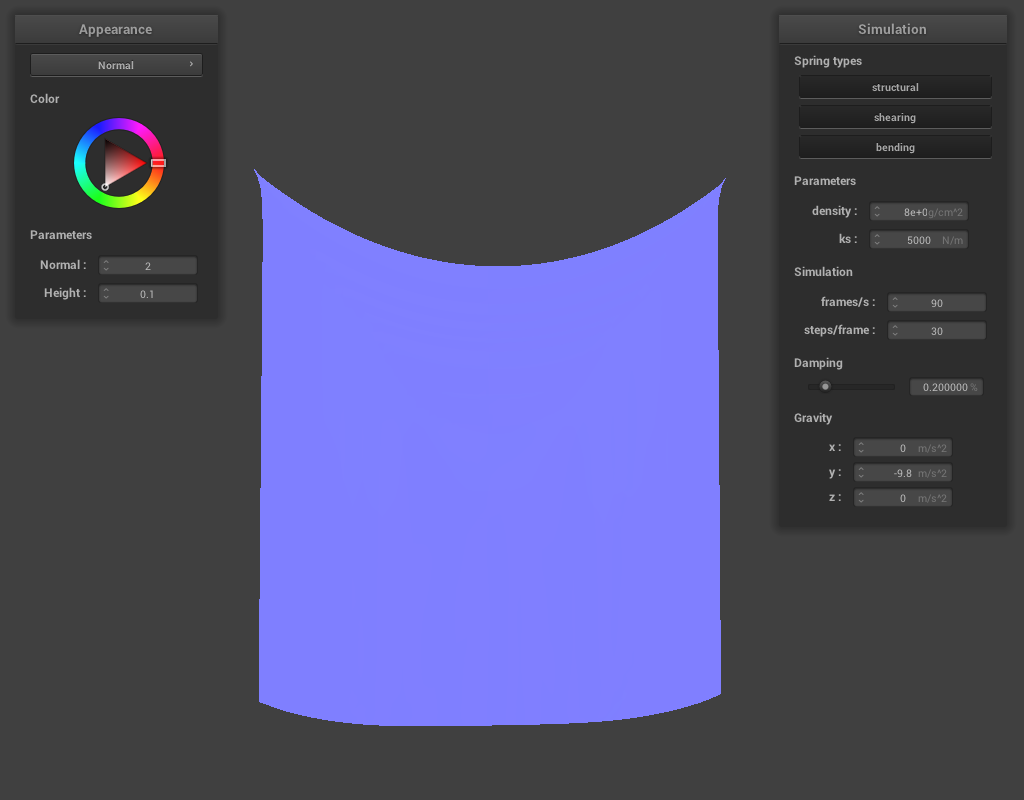 Appearance
Normal
Color
Parameters
Normal : 2
Height : 0.1
Simulation
Spring types
structural
shearing
bending
Parameters
density : 8e+0g/cm^2
ks : 5000 N/m
Simulation
frames/s : 90
steps/frame : 30
Damping
0.200000 %
Gravity
x : 0 m/s^2
y : -9.8 m/s^2
z : 0 m/s^2